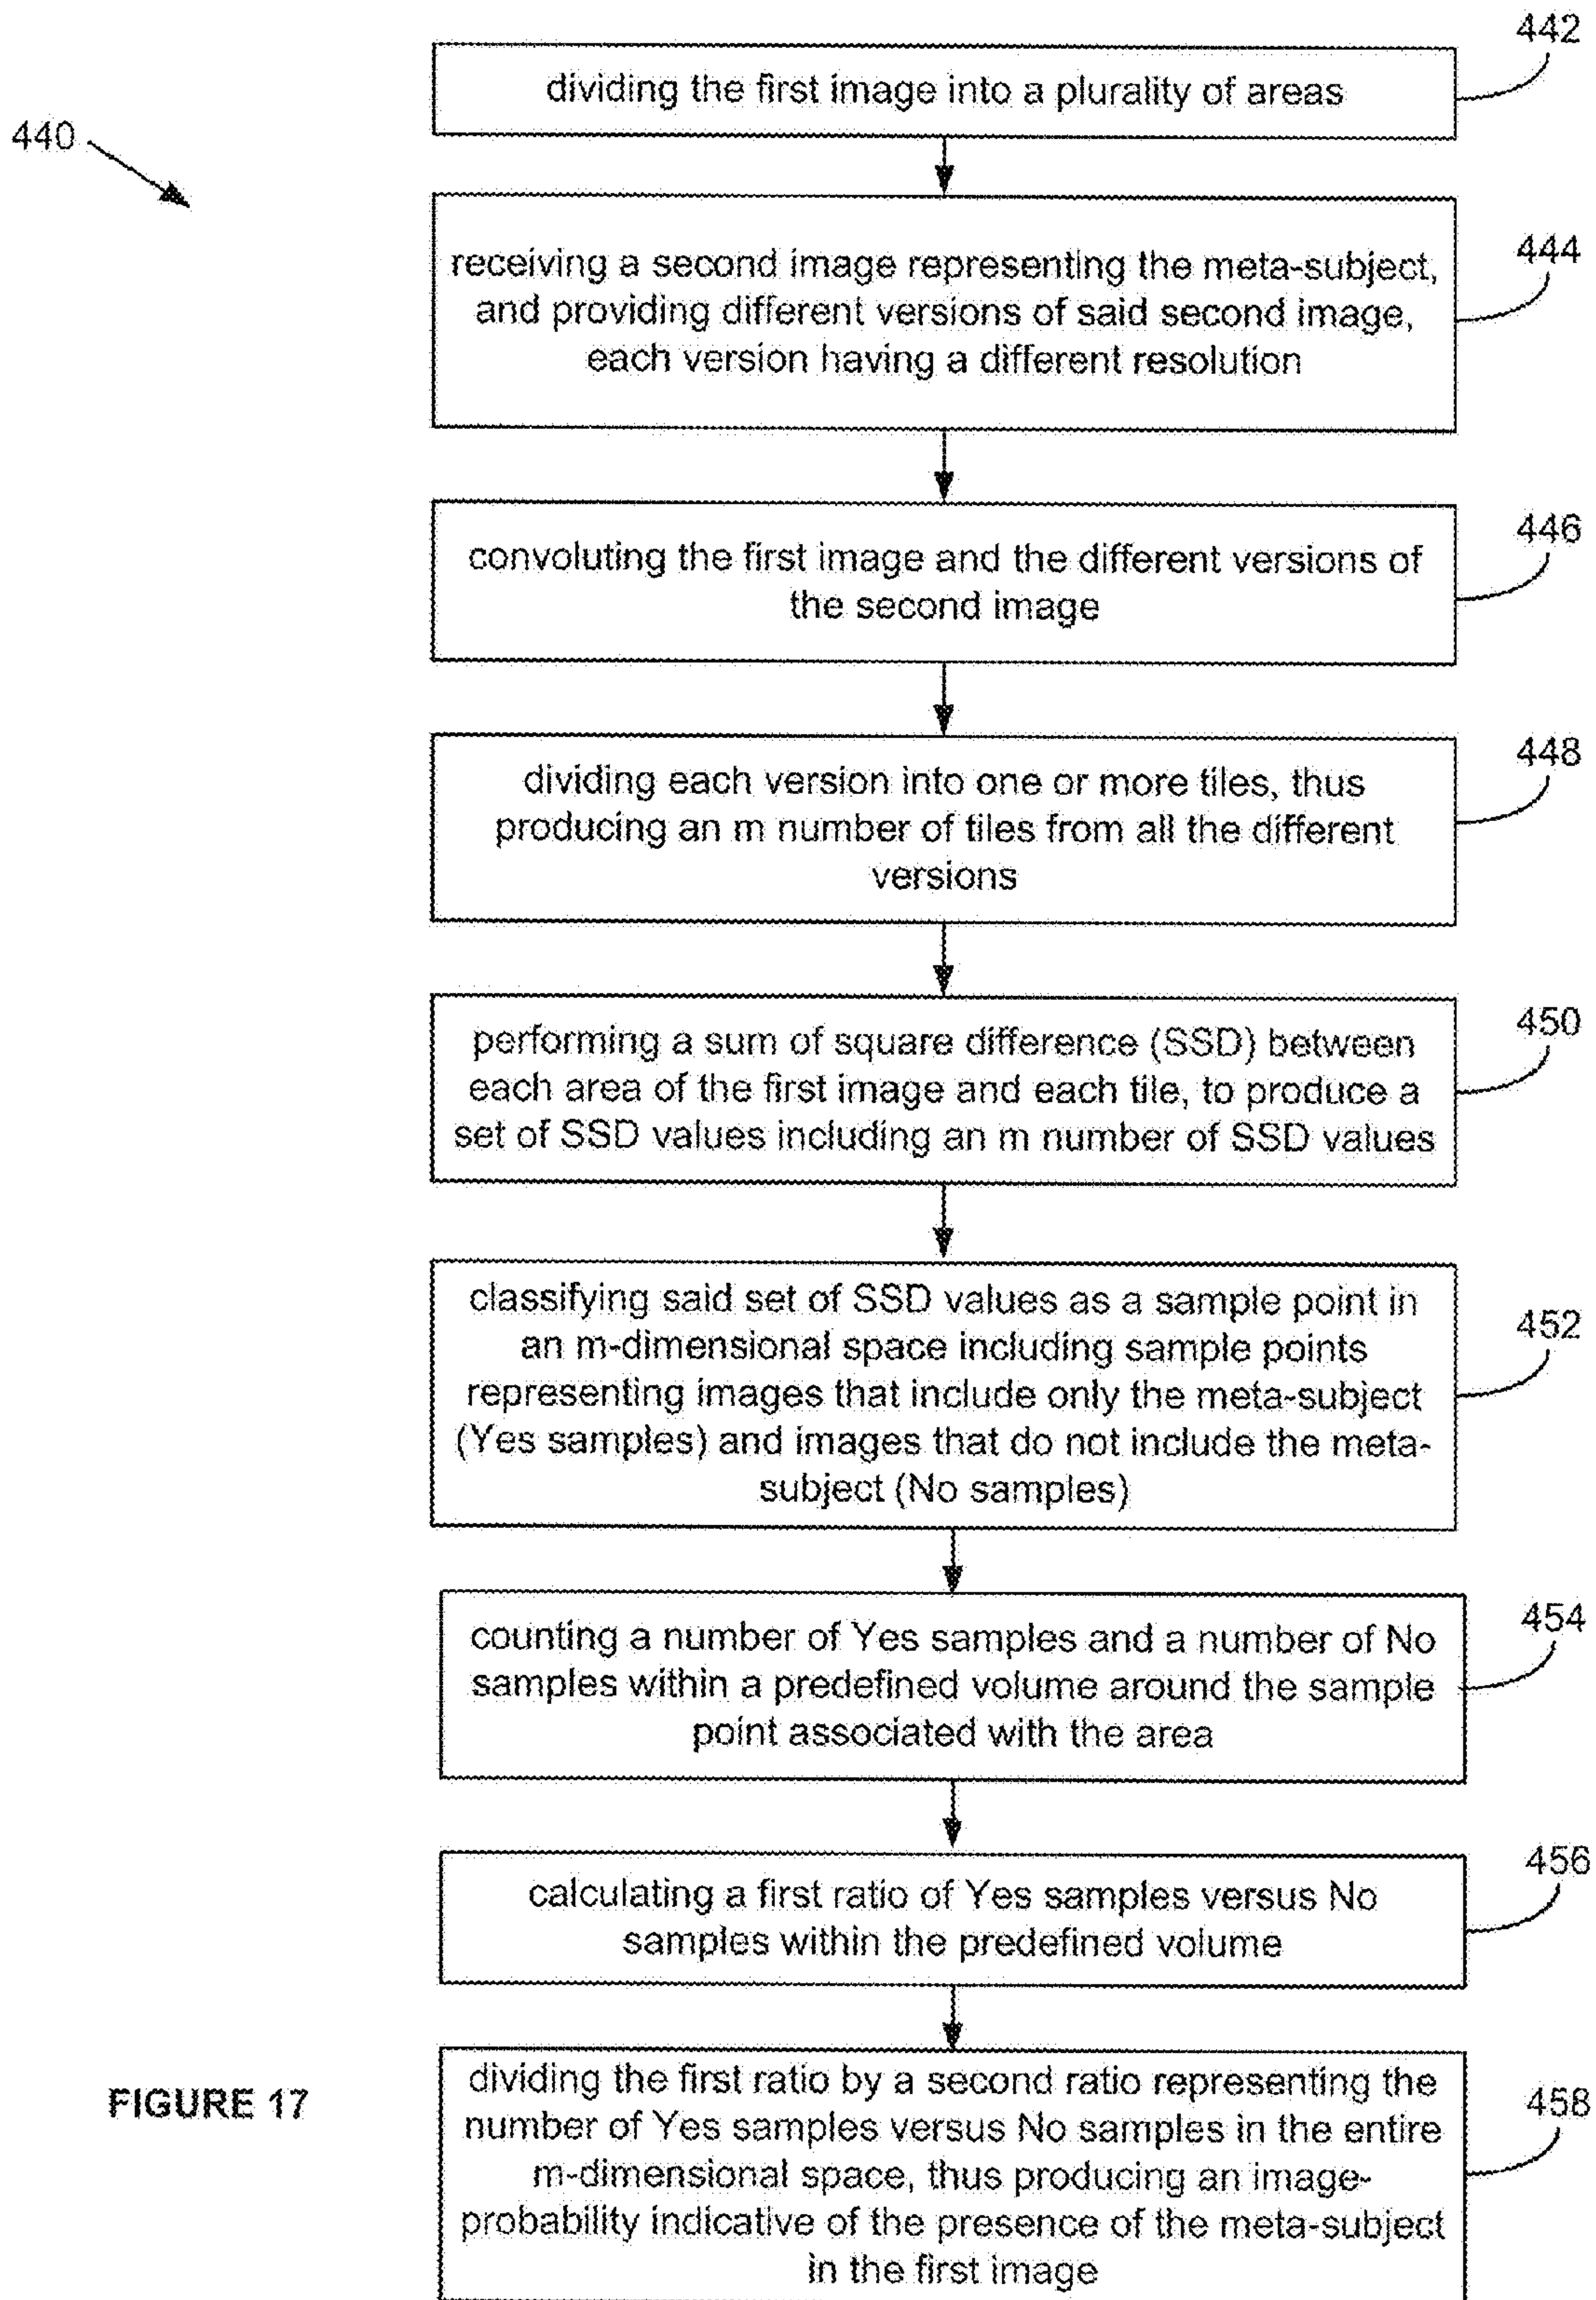 442
dividing the first image into a plurality of areas
440
444
receiving a second image representing the meta-subject,
and providing different versions of said second image,
each version having a different resolution
446
convoluting the first image and the different versions of
the second image
448
dividing each version into one or more tiles, thus
producing an m number of tiles from all the different
versions
450
performing a sum of square difference (SSD) between
each area of the first image and each tile, to produce a
set of SSD values including an m number of SSD values
452
classifying said set of SSD values as a sample point in
an m-dimensional space including sample points
representing images that include only the meta-subject
(Yes samples) and images that do not include the meta-
subject (No samples)
454
counting a number of Yes samples and a number of No
samples within a predefined volume around the sample
point associated with the area
456
calculating a first ratio of Yes samples versus No
samples within the predefined volume
458
dividing the first ratio by a second ratio representing the
number of Yes samples versus No samples in the entire
m-dimensional space, thus producing an image-
probability indicative of the presence of the meta-subject
in the first image
FIGURE 17